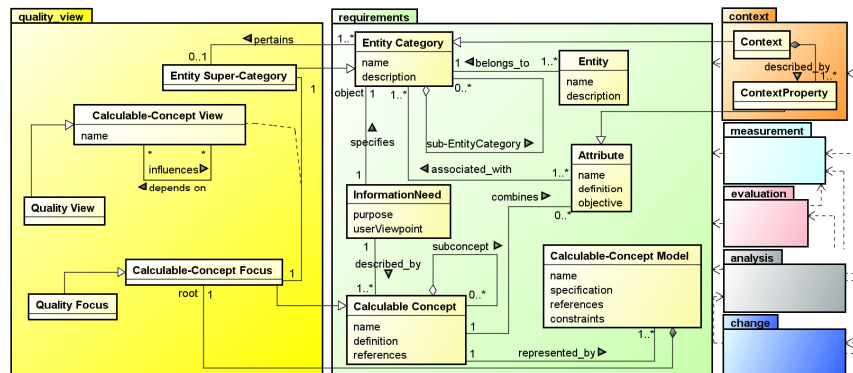 quality_view
requirements
context
pertains
0..1
1..*
Entity Category
name
description
Entity Super-Category
1
object
1
1..*
0..*
1
belongs_to
1..*
Entity
name
description
Context
described_by
1..*
ContextProperty
Calculable-Concept View
name
*
*
influences
depends on
sub-EntityCategory
specifies
associated_with
1..*
Attribute
name
definition
objective
measurement
Quality View
1
InformationNeed
purpose
userViewpoint
1
combines
0..*
evaluation
subconcept
described_by
Calculable-Concept Model
name
specification
references
constraints
1..*
analysis
Calculable-Concept Focus
1
root
1
Quality Focus
1..*
0..*
Calculable Concept
name
definition
references
1
1
represented_by
change